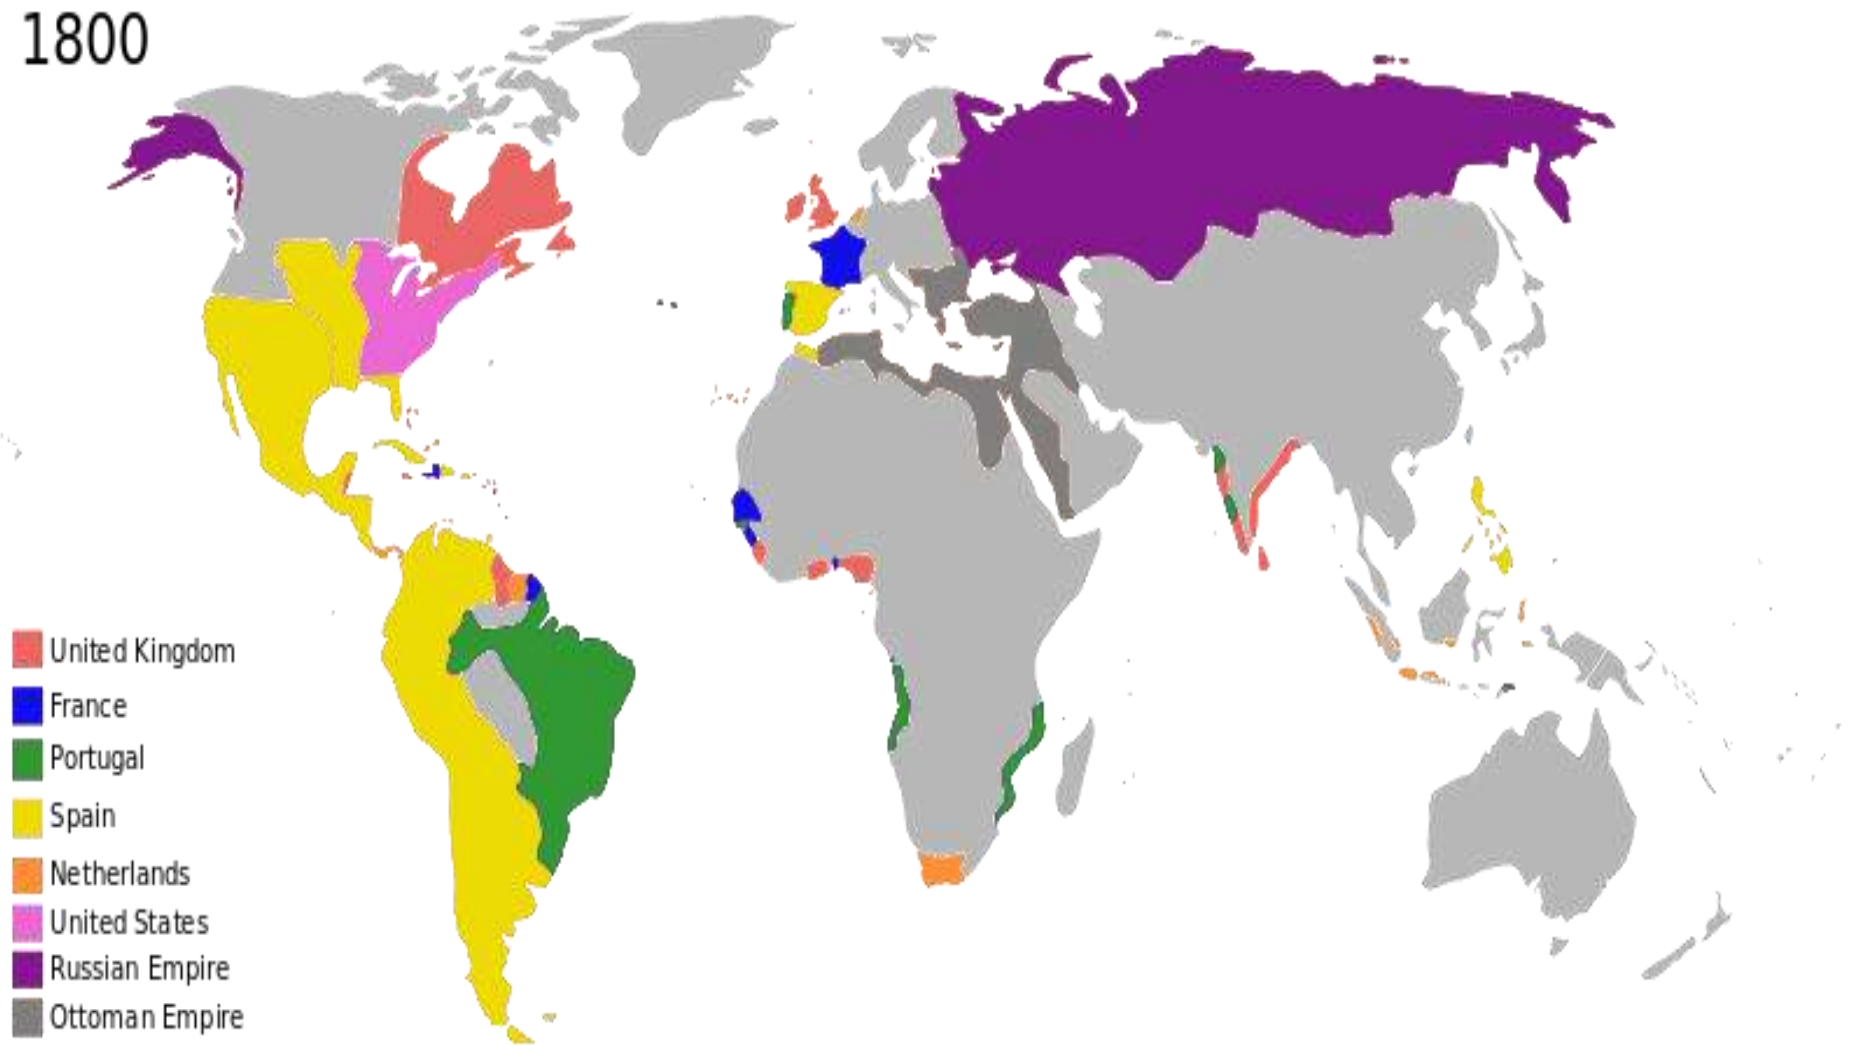 1800
United Kingdom
France
Portugal
Spain
Netherlands
United States
Russian Empire
Ottoman Empire